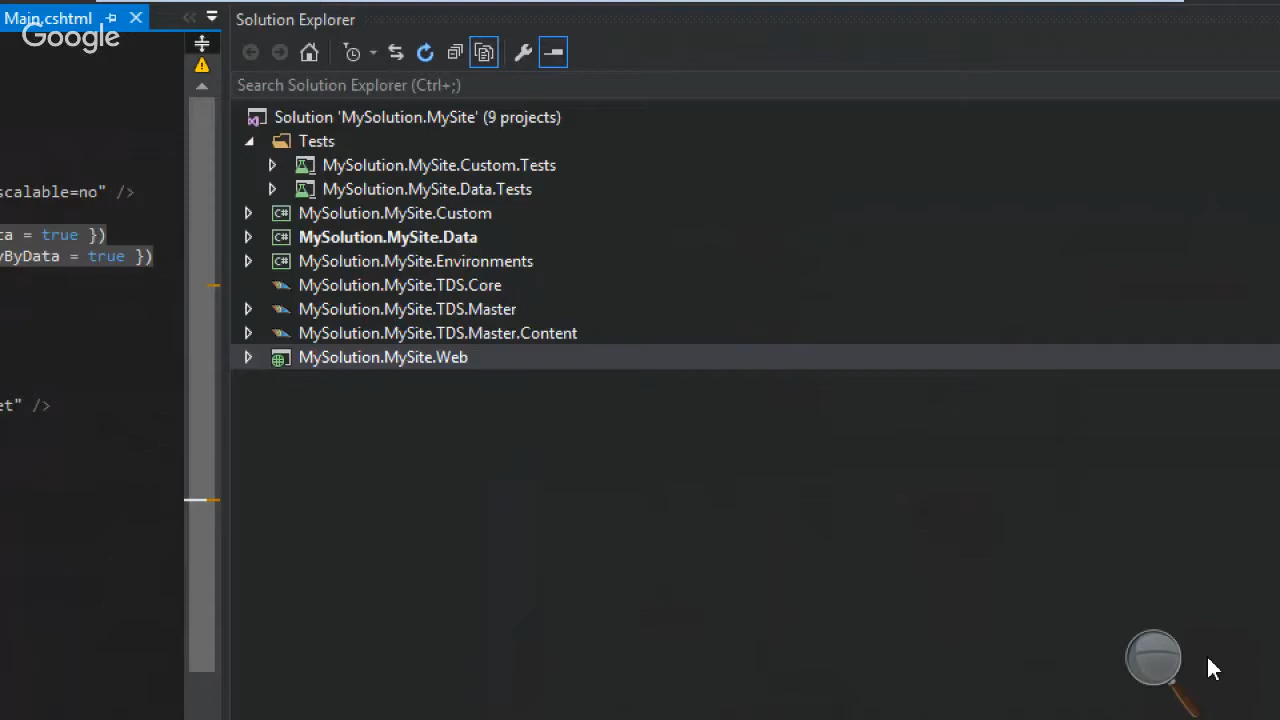 Main.cshtml
Google
scalable=no" />
ta = true })
yByData = true })
et" />
Solution Explorer
Search Solution Explorer (Ctrl+;)
Solution 'MySolution.MySite' (9 projects)
Tests
MySolution.MySite.Custom.Tests
MySolution.MySite.Data.Tests
C# MySolution.MySite.Custom
C# MySolution.MySite.Data
C# MySolution.MySite.Environments
MySolution.MySite.TDS.Core
MySolution.MySite.TDS.Master
MySolution.MySite.TDS.Master.Content
MySolution.MySite.Web